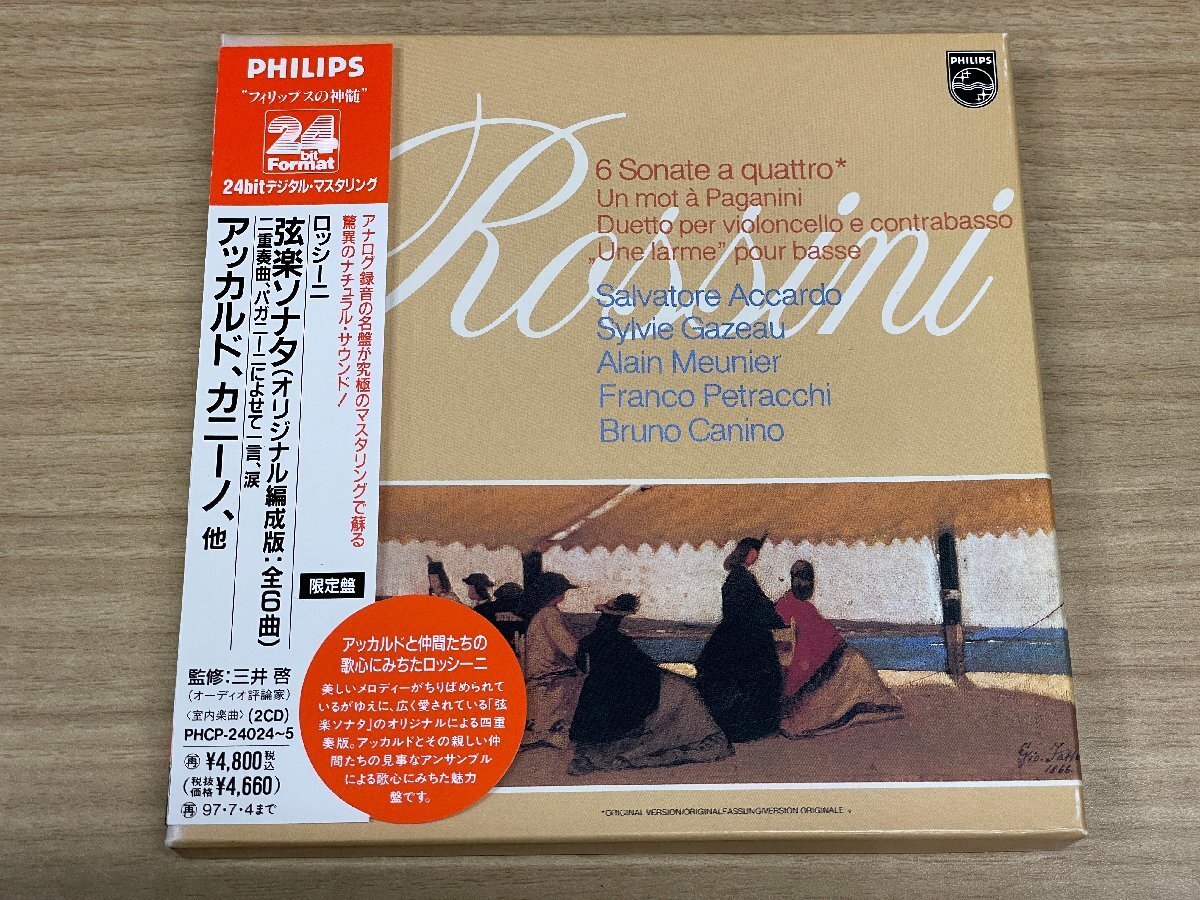 PHILIPS
"フィリップスの神髄"
24
bit
Format
24bitデジタル・マスタリング
アナログ録音の名盤が究極のマスタリングで蘇る
驚異のナチュラル・サウンド!
ロッシーニ
弦楽ソナタ(オリジナル編成版:全6曲)
二重奏曲、パガニーニによせて一言、涙
アッカルド、カニーノ、他
限定盤
監修:三井 啓
(オーディオ評論家)
〈室内楽曲〉(2CD)
PHCP-24024~5
再 ¥4,800税込
(税抜価格¥4,660)
再 97・7・4まで
アッカルドと仲間たちの
歌心にみちたロッシーニ
美しいメロディーがちりばめられて
いるがゆえに、広く愛されている「弦
楽ソナタ」のオリジナルによる四重
奏版。アッカルドとその親しい仲
間たちの見事なアンサンブル
による歌心にみちた魅力
盤です。
PHILIPS
Rossini
6 Sonate a quattro*
Un mot à Paganini
Duetto per violoncello e contrabasso
„Une larme" pour basse
Salvatore Accardo
Sylvie Gazeau
Alain Meunier
Franco Petracchi
Bruno Canino
1866
*ORIGINAL VERSION/ORIGINALFASSUNG/VERSION ORIGINALE